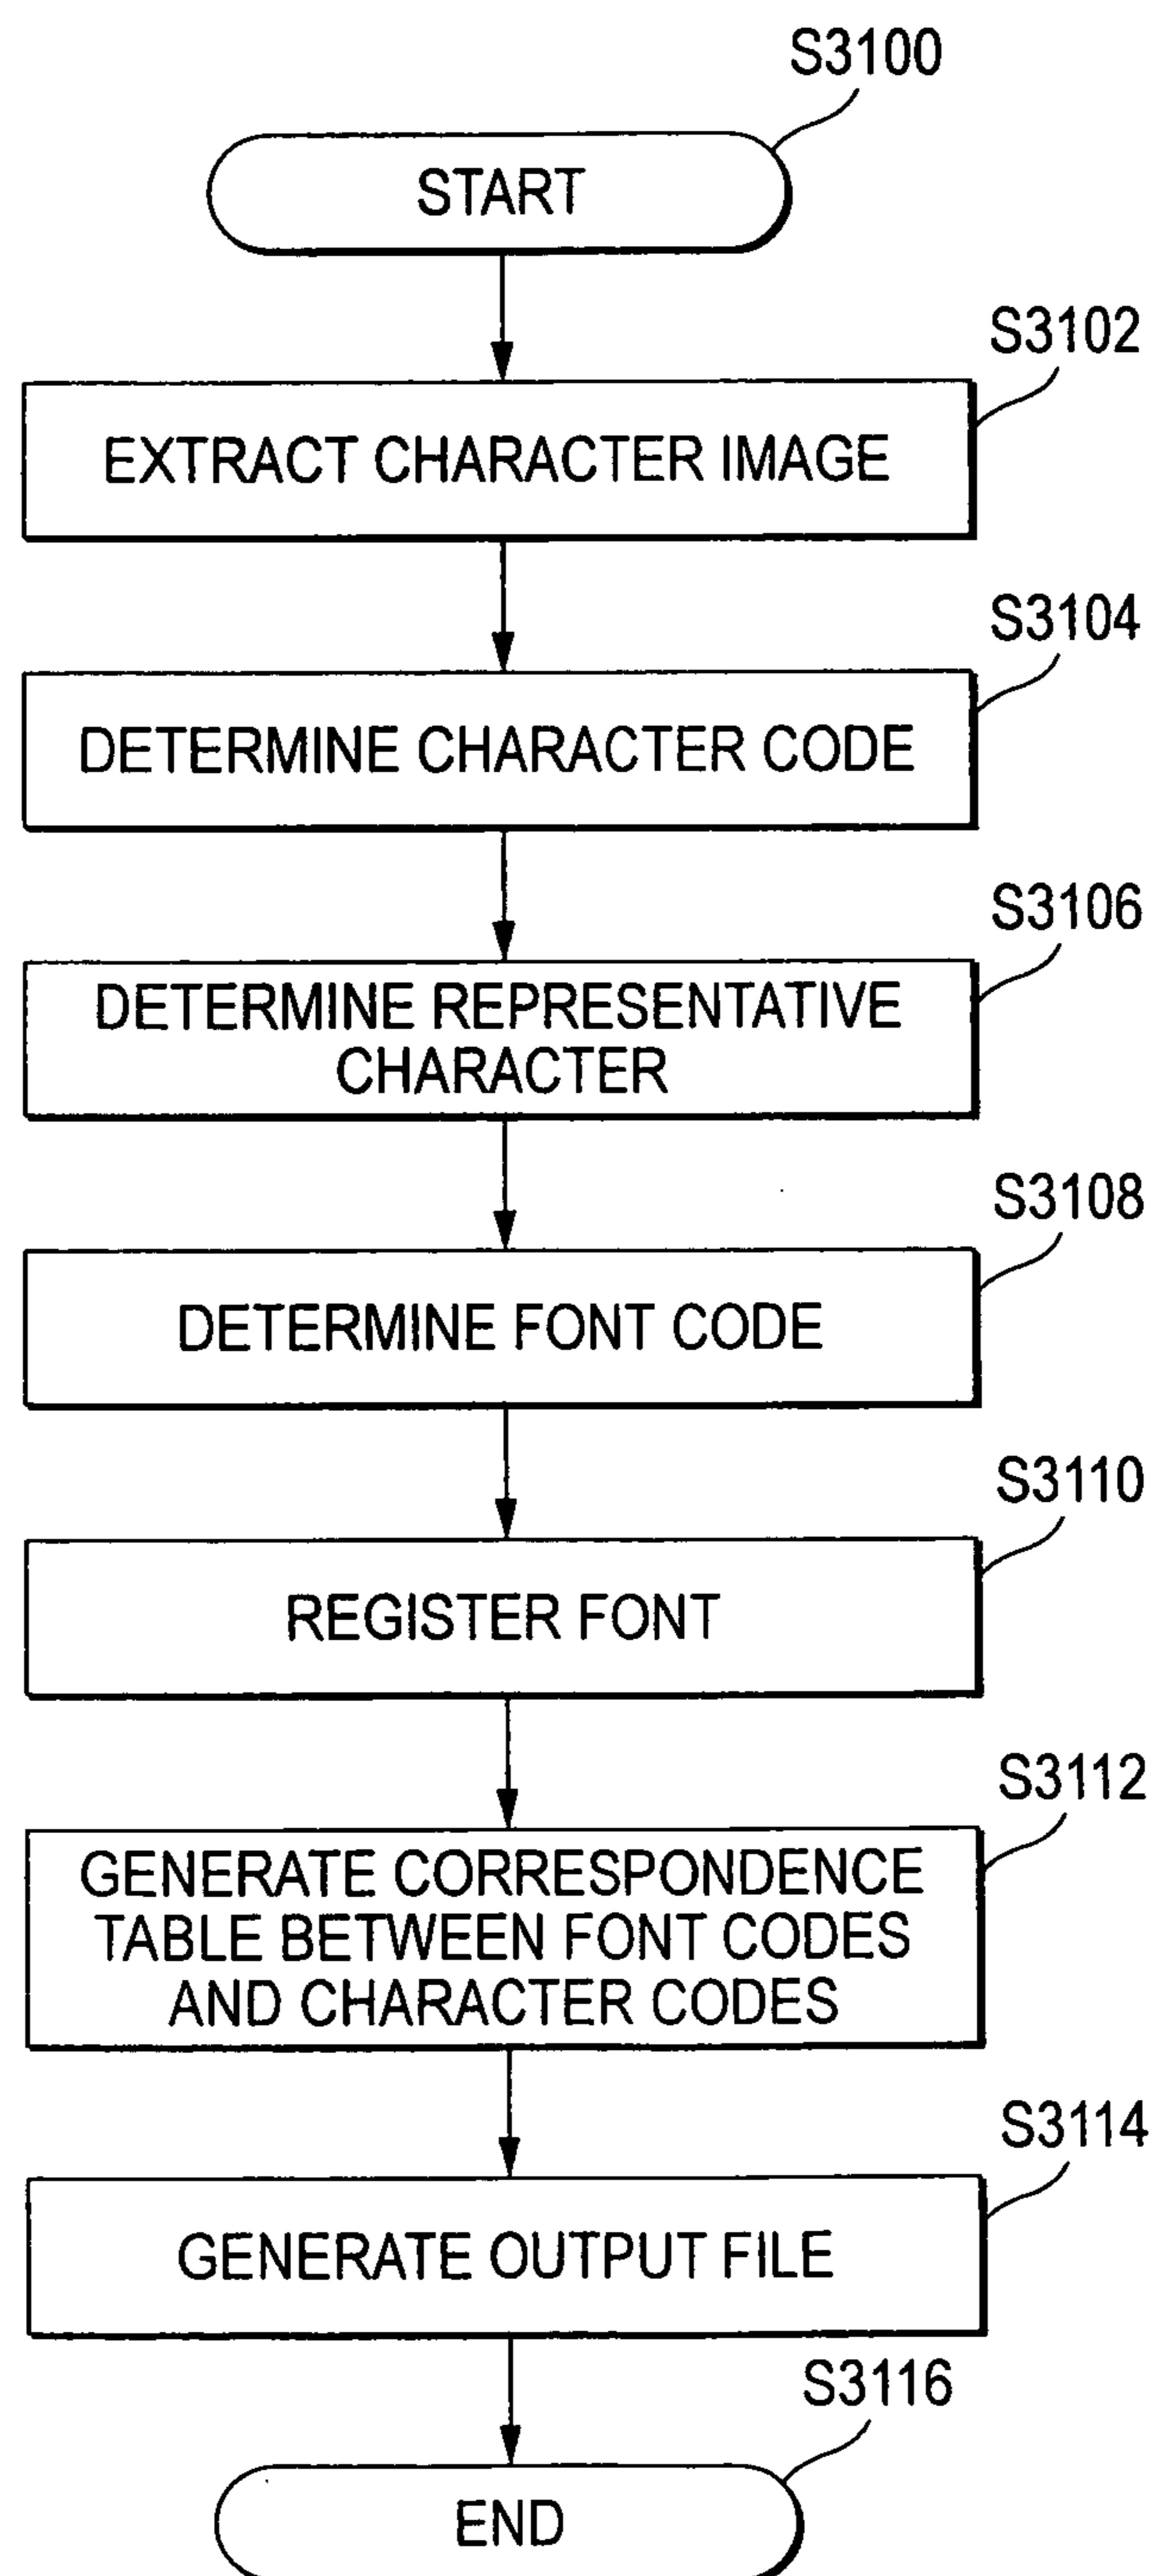 S3100
START
S3102
EXTRACT CHARACTER IMAGE
S3104
DETERMINE CHARACTER CODE
S3106
DETERMINE REPRESENTATIVE
CHARACTER
S3108
DETERMINE FONT CODE
S3110
REGISTER FONT
S3112
GENERATE CORRESPONDENCE
TABLE BETWEEN FONT CODES
AND CHARACTER CODES
S3114
GENERATE OUTPUT FILE
S3116
END